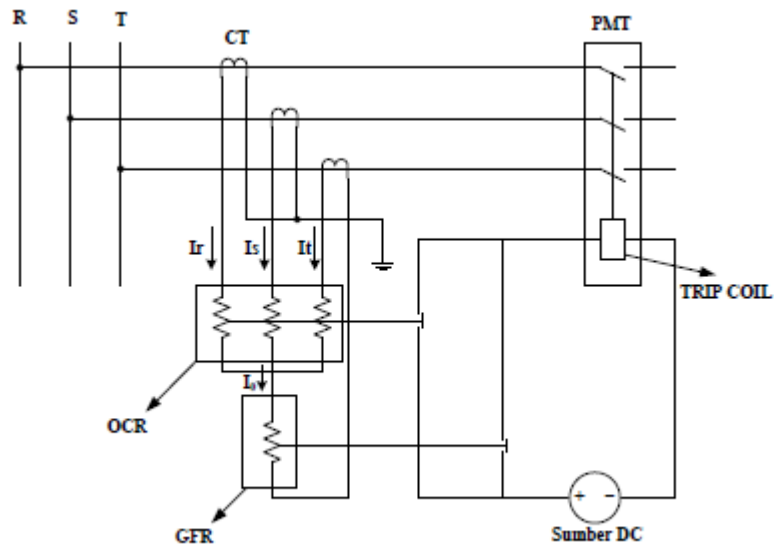 R S T
CT
PMT
Ir Is It
TRIP COIL
I₀
OCR
+ −
GFR
Sumber DC